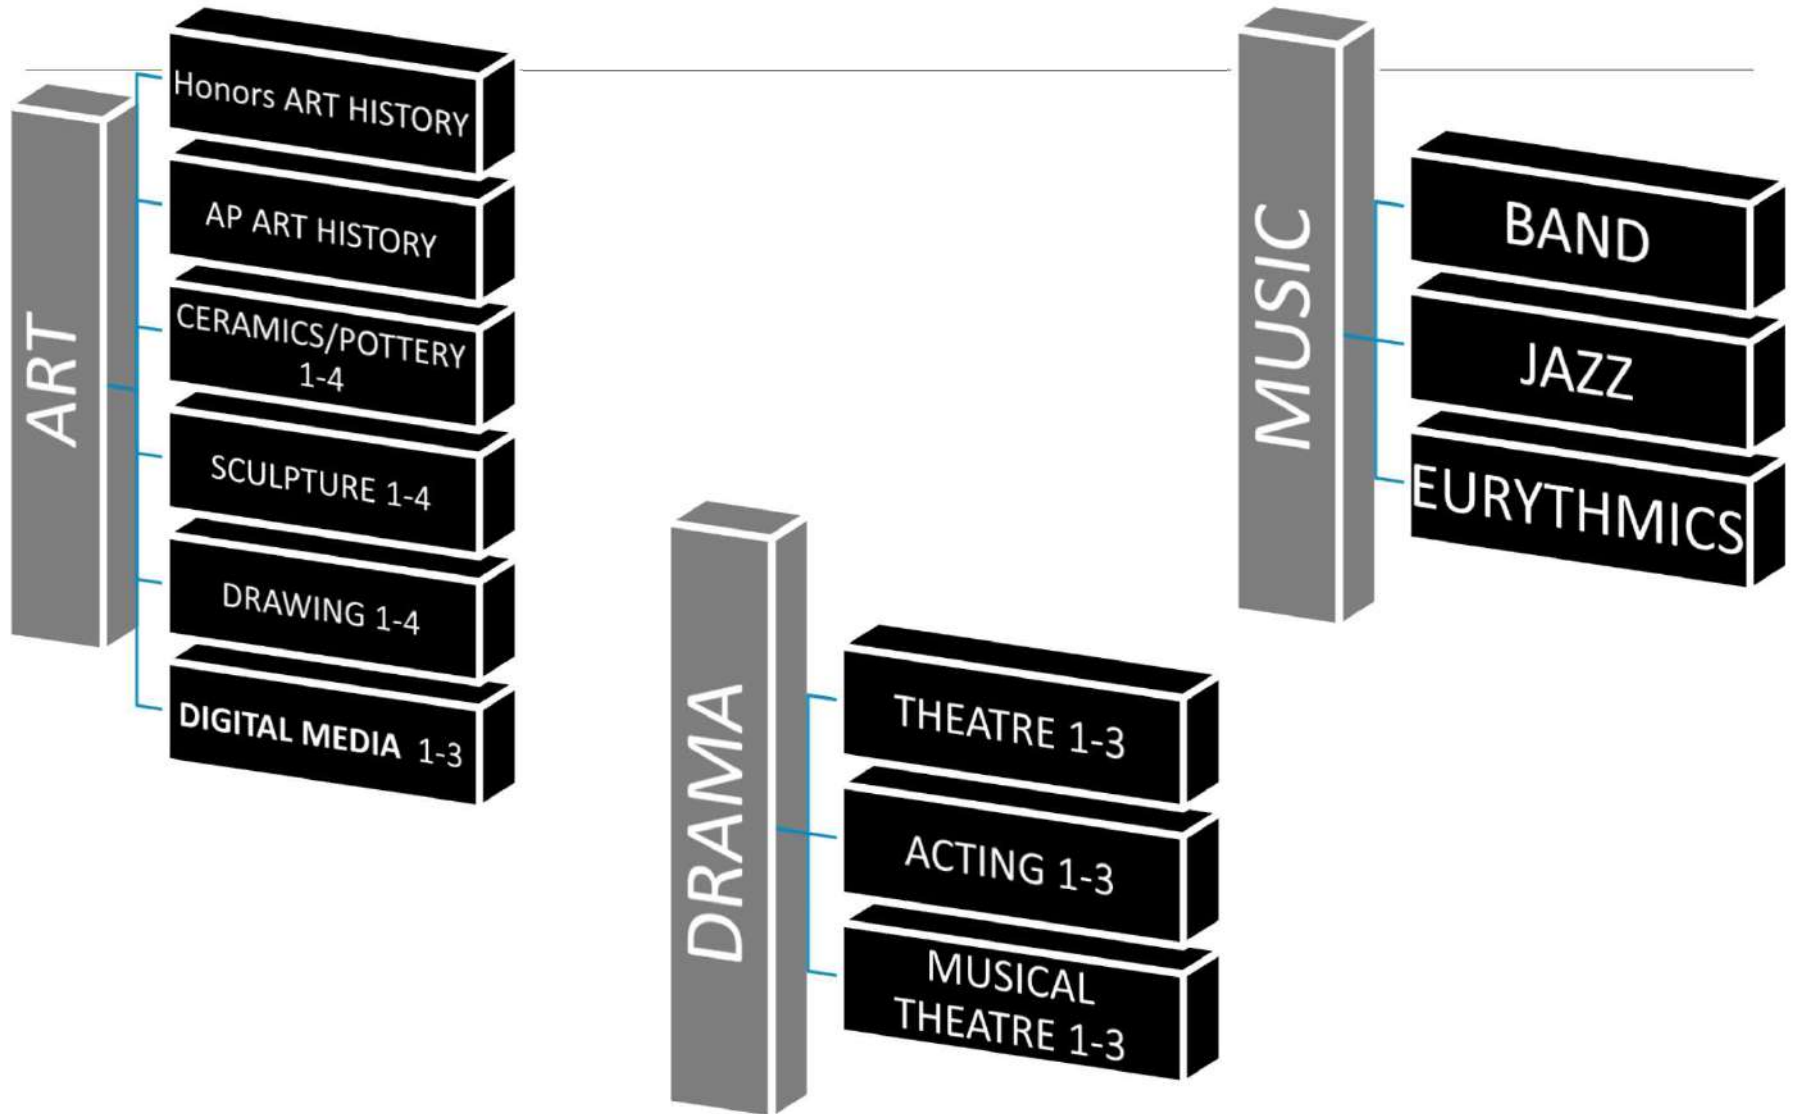 ART
Honors ART HISTORY
AP ART HISTORY
CERAMICS/POTTERY
1-4
SCULPTURE 1-4
DRAWING 1-4
DIGITAL MEDIA 1-3
DRAMA
THEATRE 1-3
ACTING 1-3
MUSICAL
THEATRE 1-3
MUSIC
BAND
JAZZ
EURYTHMICS